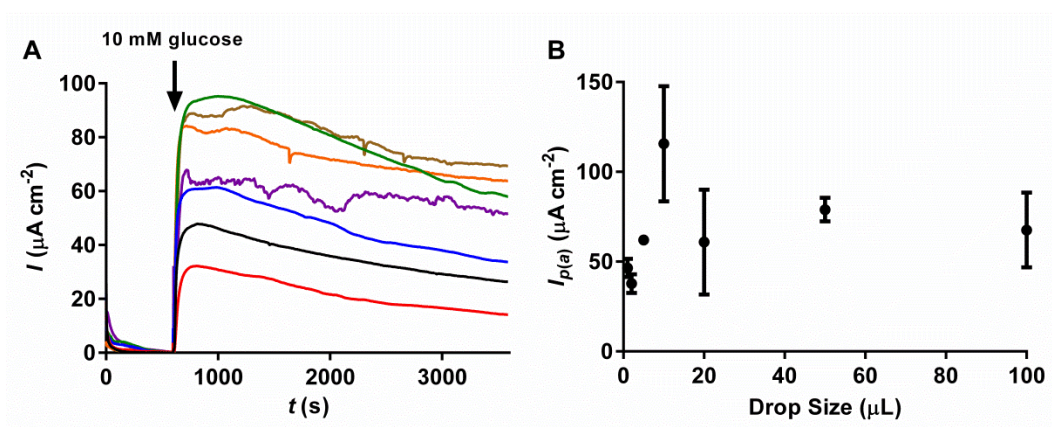 A
10 mM glucose
I (μA cm-2)
100
80
60
40
20
0
0 1000 2000 3000
t (s)
B
Ip(a) (μA cm-2)
150
100
50
0
0 20 40 60 80 100
Drop Size (μL)